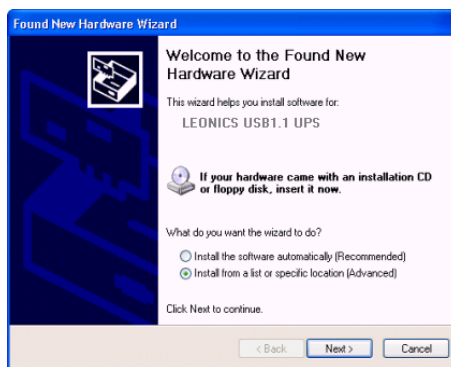 Found New Hardware Wizard
Welcome to the Found New
Hardware Wizard
This wizard helps you install software for:
LEONICS USB1.1 UPS
If your hardware came with an installation CD
or floppy disk, insert it now.
What do you want the wizard to do?
Install the software automatically (Recommended)
Install from a list or specific location (Advanced)
Click Next to continue.
< Back
Next >
Cancel